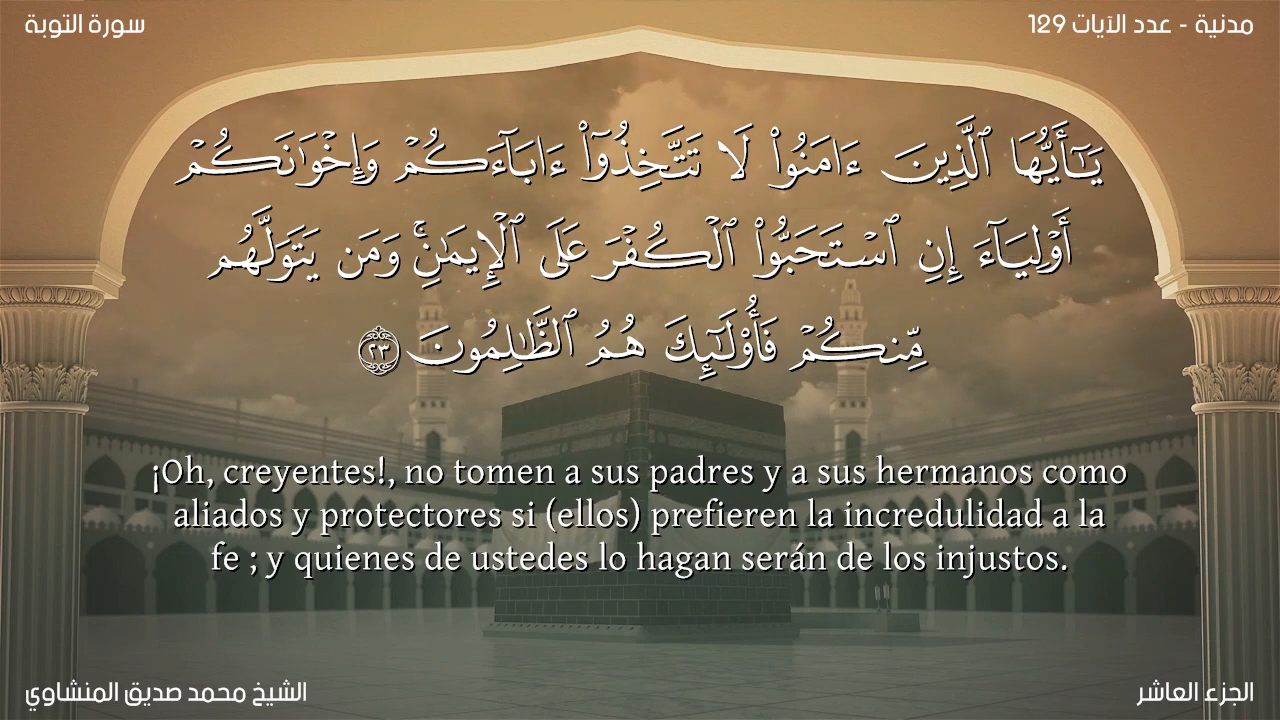 سورة التوبة
مدنية - عدد الآيات 129
يَـٰٓأَيُّهَا ٱلَّذِينَ ءَامَنُوا۟ لَا تَتَّخِذُوٓا۟ ءَابَآءَكُمْ وَإِخْوَٰنَكُمْ
أَوْلِيَآءَ إِنِ ٱسْتَحَبُّوا۟ ٱلْكُفْرَ عَلَى ٱلْإِيمَـٰنِ ۚ وَمَن يَتَوَلَّهُم
مِّنكُمْ فَأُو۟لَـٰٓئِكَ هُمُ ٱلظَّـٰلِمُونَ ٢٣
¡Oh, creyentes!, no tomen a sus padres y a sus hermanos como
aliados y protectores si (ellos) prefieren la incredulidad a la
fe ; y quienes de ustedes lo hagan serán de los injustos.
الشيخ محمد صديق المنشاوي
الجزء العاشر